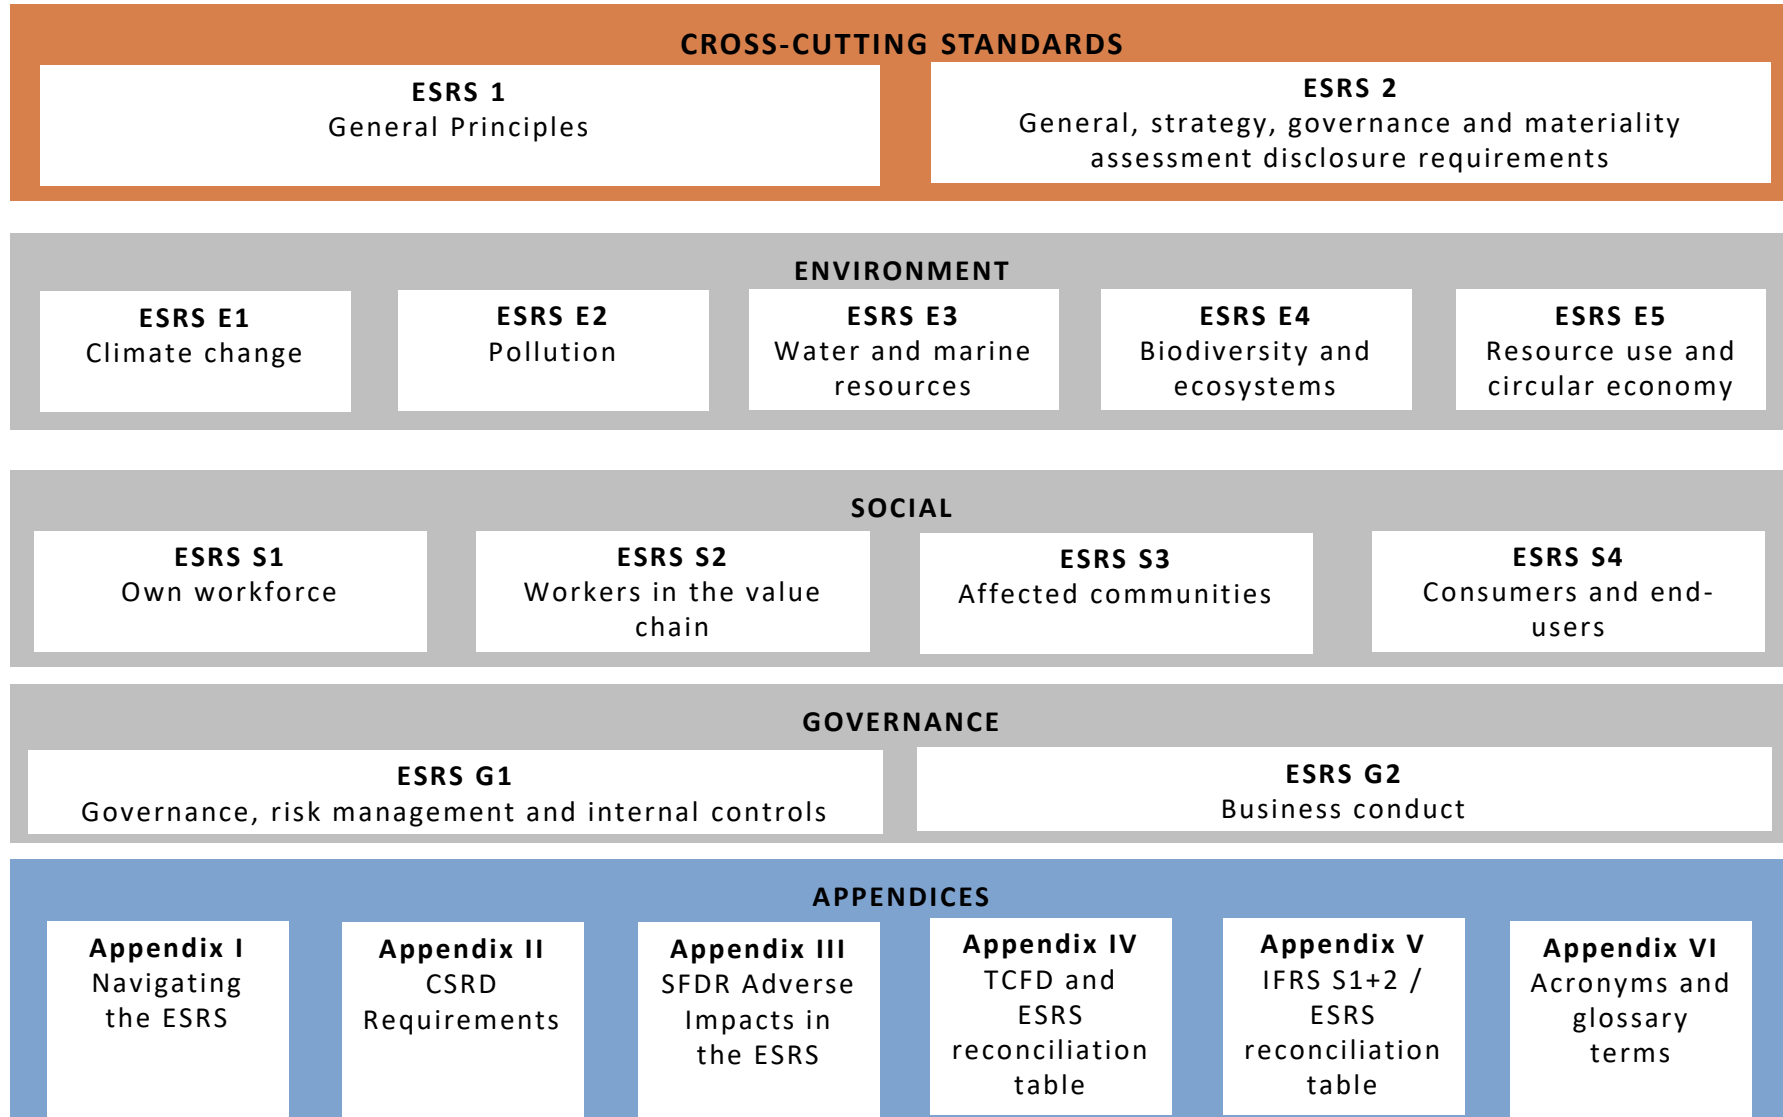 CROSS-CUTTING STANDARDS
ESRS 1
General Principles
ESRS 2
General, strategy, governance and materiality
assessment disclosure requirements
ENVIRONMENT
ESRS E1
Climate change
ESRS E2
Pollution
ESRS E3
Water and marine
resources
ESRS E4
Biodiversity and
ecosystems
ESRS E5
Resource use and
circular economy
SOCIAL
ESRS S1
Own workforce
ESRS S2
Workers in the value
chain
ESRS S3
Affected communities
ESRS S4
Consumers and end-
users
GOVERNANCE
ESRS G1
Governance, risk management and internal controls
ESRS G2
Business conduct
APPENDICES
Appendix I
Navigating
the ESRS
Appendix II
CSRD
Requirements
Appendix III
SFDR Adverse
Impacts in
the ESRS
Appendix IV
TCFD and
ESRS
reconciliation
table
Appendix V
IFRS S1+2 /
ESRS
reconciliation
table
Appendix VI
Acronyms and
glossary
terms